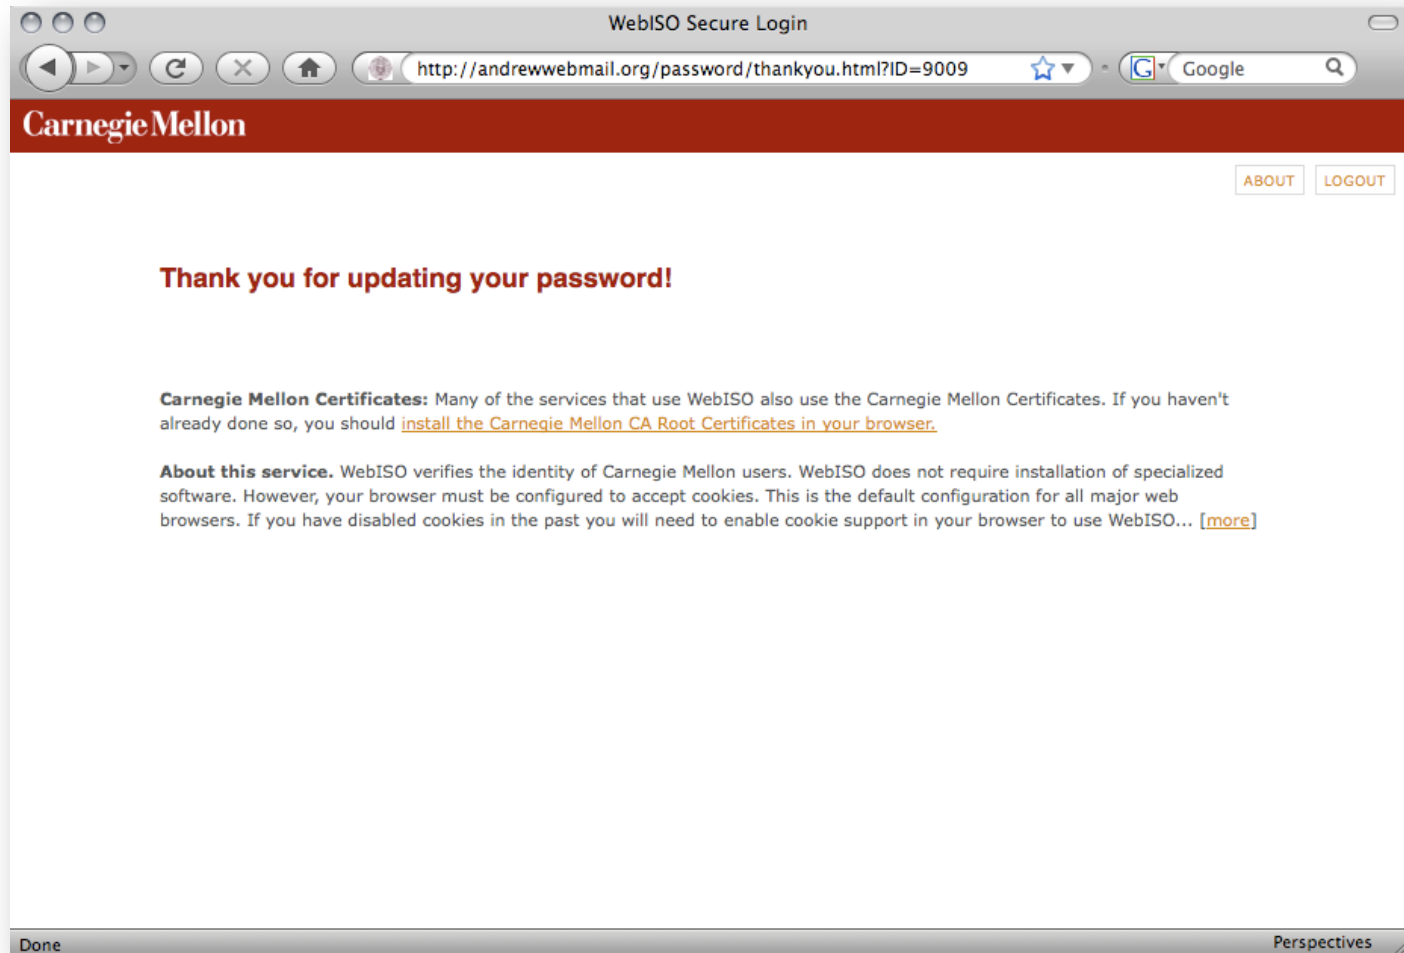 WebISO Secure Login
http://andrewwebmail.org/password/thankyou.html?ID=9009
G Google
Carnegie Mellon
ABOUT LOGOUT
Thank you for updating your password!
Carnegie Mellon Certificates: Many of the services that use WebISO also use the Carnegie Mellon Certificates. If you haven't
already done so, you should install the Carnegie Mellon CA Root Certificates in your browser.
About this service. WebISO verifies the identity of Carnegie Mellon users. WebISO does not require installation of specialized
software. However, your browser must be configured to accept cookies. This is the default configuration for all major web
browsers. If you have disabled cookies in the past you will need to enable cookie support in your browser to use WebISO... [more]
Done Perspectives